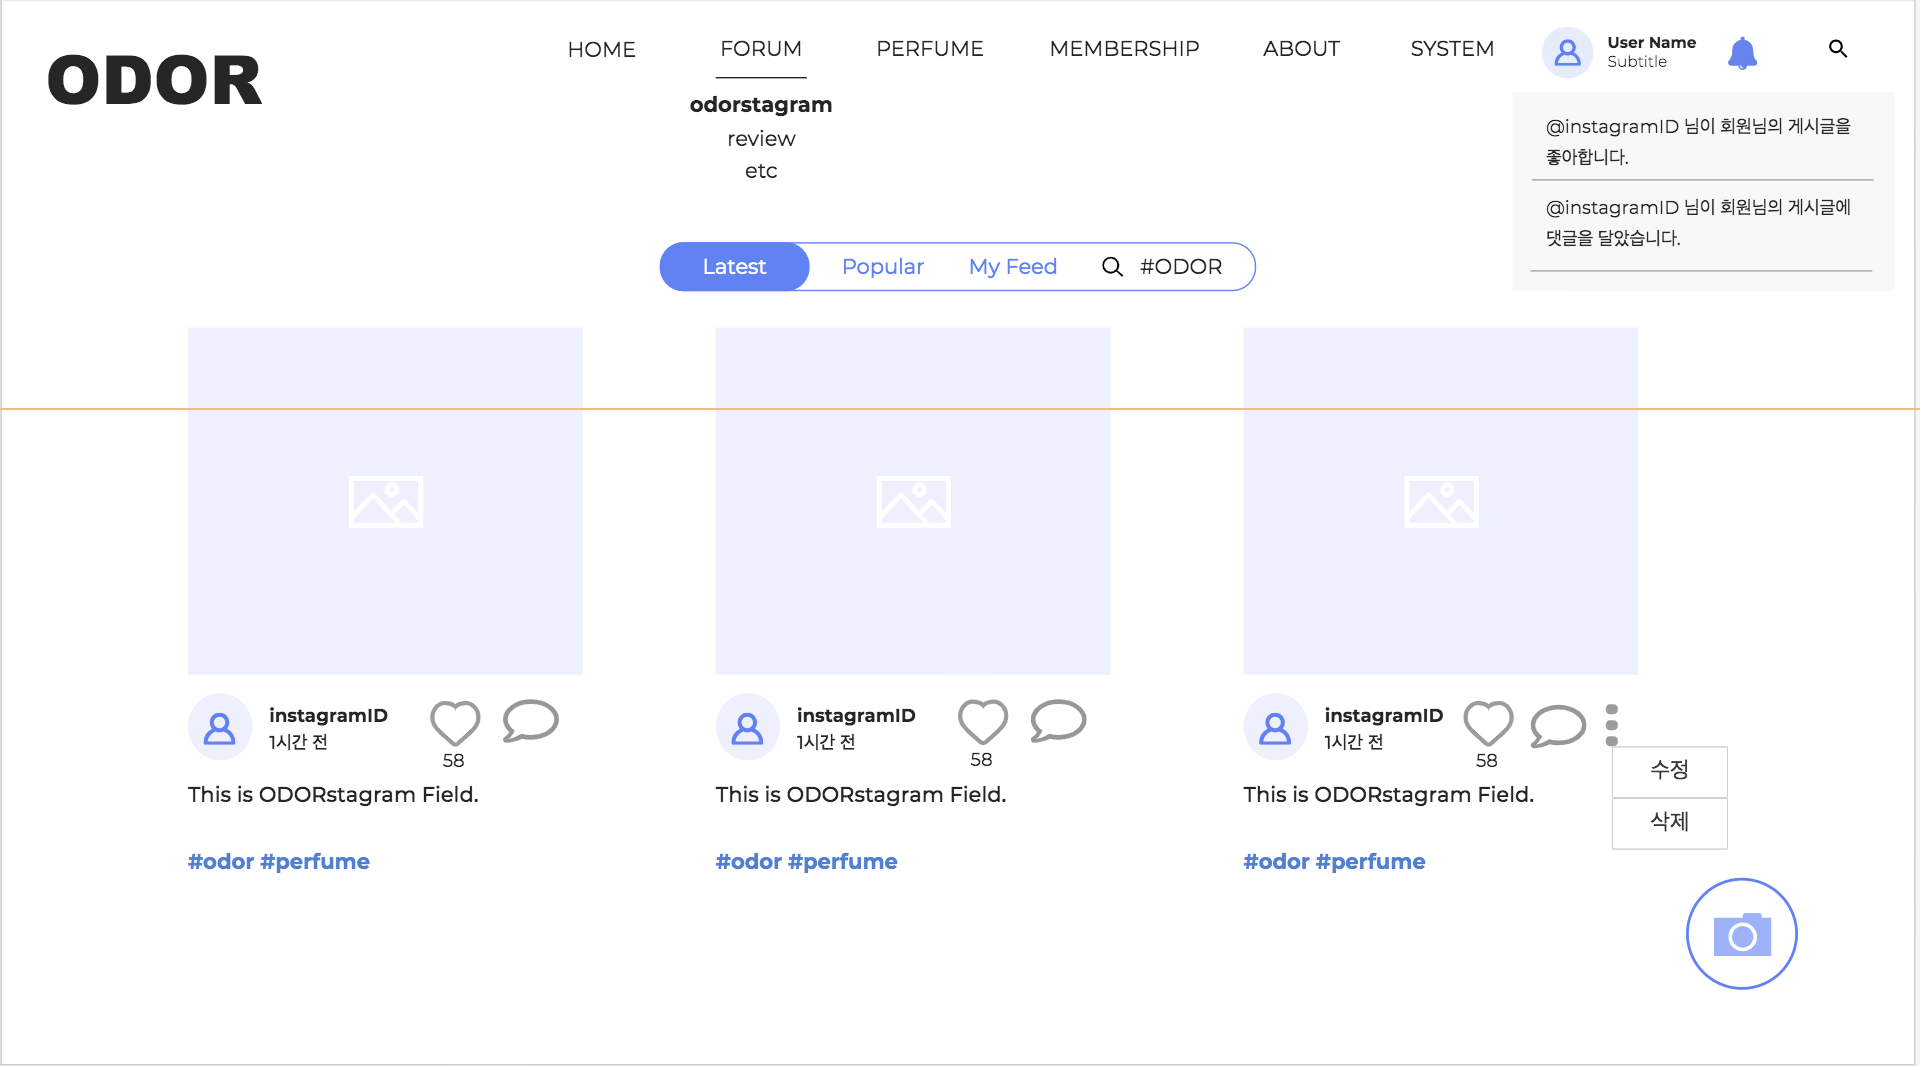 ODOR
HOME
FORUM
PERFUME
MEMBERSHIP
ABOUT
SYSTEM
User Name
Subtitle
odorstagram
review
etc
@instagramID 님이 회원님의 게시글을
좋아합니다.
@instagramID 님이 회원님의 게시글에
댓글을 달았습니다.
Latest
Popular
My Feed
#ODOR
instagramID
1시간 전
58
This is ODORstagram Field.
#odor #perfume
instagramID
1시간 전
58
This is ODORstagram Field.
#odor #perfume
instagramID
1시간 전
58
수정
삭제
This is ODORstagram Field.
#odor #perfume